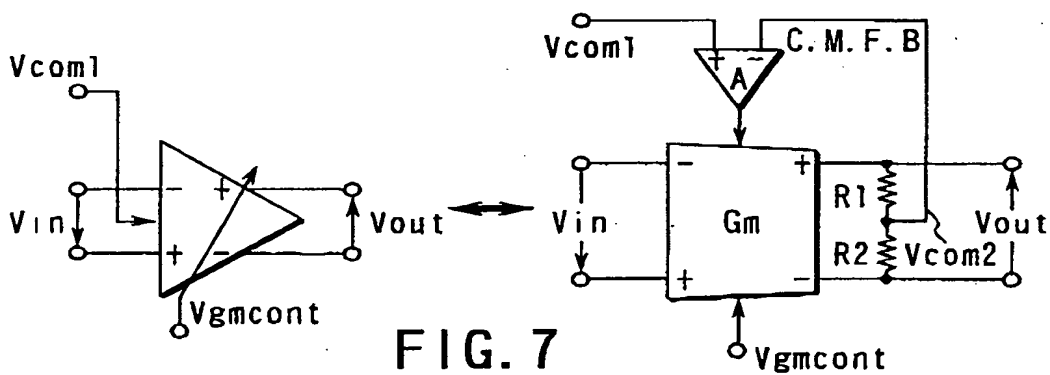 Vcom1
Vin
- +
+ -
Vout
Vgmcont
Vcom1
C. M. F. B
+ -
A
Vin
- +
Gm
+ -
R1
R2
Vcom2
Vout
Vgmcont
FIG. 7